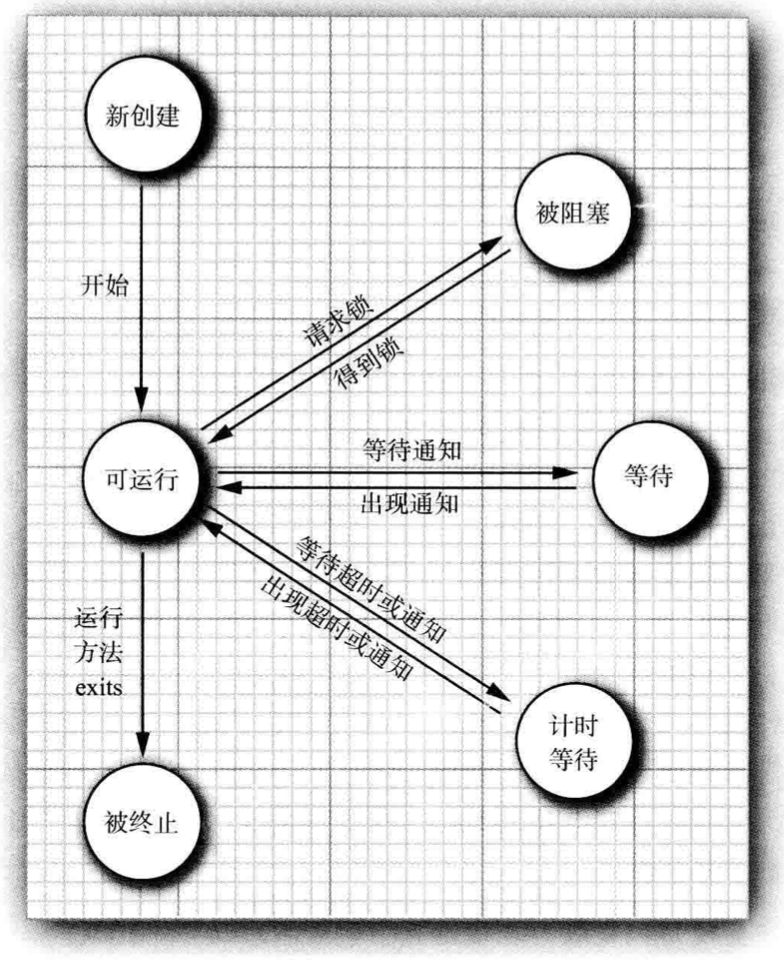 新创建
被阻塞
开始
请求锁
得到锁
可运行
等待通知
出现通知
等待
等待超时或通知
出现超时或通知
运行
方法
exits
计时
等待
被终止